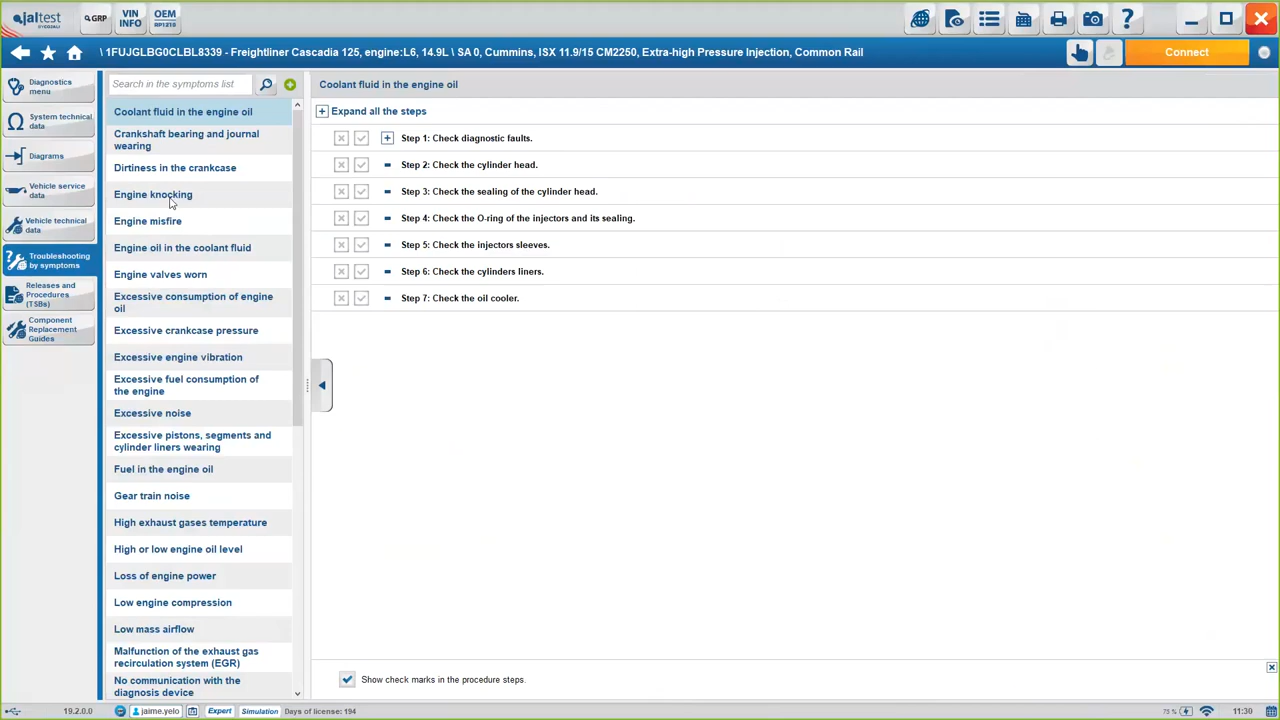 jaltest
BY COJALI
GRP
VIN
INFO
OEM
RP1210
?
\ 1FUJGLBG0CLBL8339 - Freightliner Cascadia 125, engine:L6, 14.9L \ SA 0, Cummins, ISX 11.9/15 CM2250, Extra-high Pressure Injection, Common Rail
Connect
Diagnostics
menu
System technical
data
Diagrams
Vehicle service
data
Vehicle technical
data
Troubleshooting
by symptoms
Releases and
Procedures
(TSBs)
Component
Replacement
Guides
Search in the symptoms list
Coolant fluid in the engine oil
Crankshaft bearing and journal
wearing
Dirtiness in the crankcase
Engine knocking
Engine misfire
Engine oil in the coolant fluid
Engine valves worn
Excessive consumption of engine
oil
Excessive crankcase pressure
Excessive engine vibration
Excessive fuel consumption of
the engine
Excessive noise
Excessive pistons, segments and
cylinder liners wearing
Fuel in the engine oil
Gear train noise
High exhaust gases temperature
High or low engine oil level
Loss of engine power
Low engine compression
Low mass airflow
Malfunction of the exhaust gas
recirculation system (EGR)
No communication with the
diagnosis device
Coolant fluid in the engine oil
Expand all the steps
Step 1: Check diagnostic faults.
Step 2: Check the cylinder head.
Step 3: Check the sealing of the cylinder head.
Step 4: Check the O-ring of the injectors and its sealing.
Step 5: Check the injectors sleeves.
Step 6: Check the cylinders liners.
Step 7: Check the oil cooler.
Show check marks in the procedure steps.
19.2.0.0
jaime.yelo
Expert
Simulation
Days of license: 194
75 %
11:30